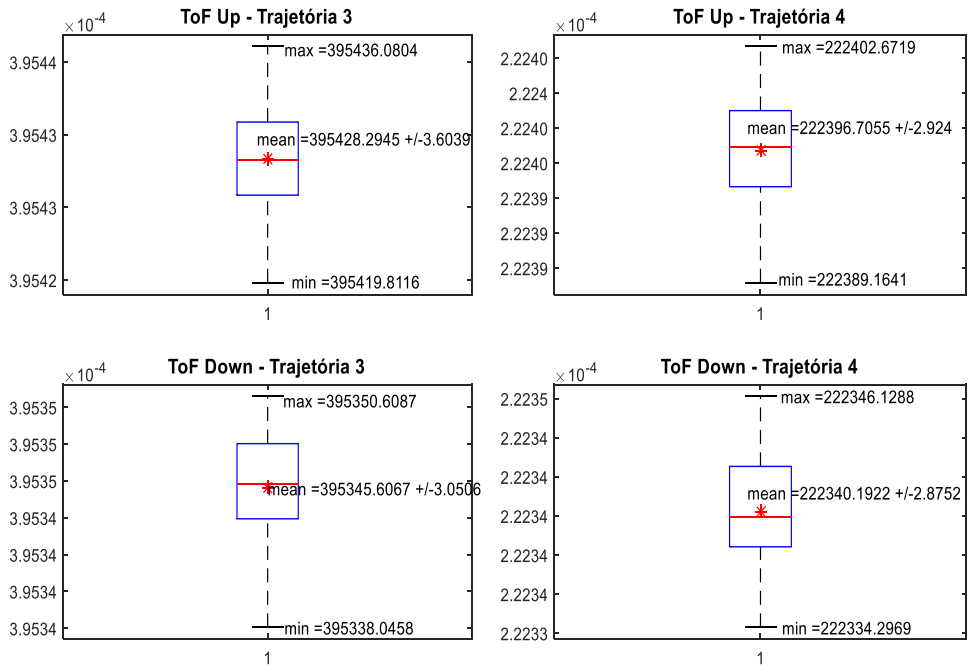 ToF Up - Trajetória 3
×10-4
3.9544
3.9543
3.9543
3.9542
max =395436.0804
mean =395428.2945 +/-3.6039
min =395419.8116
1
ToF Up - Trajetória 4
×10-4
2.2240
2.224
2.2240
2.2240
2.2239
2.2239
2.2239
max =222402.6719
mean =222396.7055 +/-2.924
min =222389.1641
1
ToF Down - Trajetória 3
×10-4
3.9535
3.9535
3.9535
3.9534
3.9534
3.9534
3.9534
max =395350.6087
mean =395345.6067 +/-3.0506
min =395338.0458
1
ToF Down - Trajetória 4
×10-4
2.2235
2.2234
2.2234
2.2234
2.2234
2.2233
max =222346.1288
mean =222340.1922 +/-2.8752
min =222334.2969
1